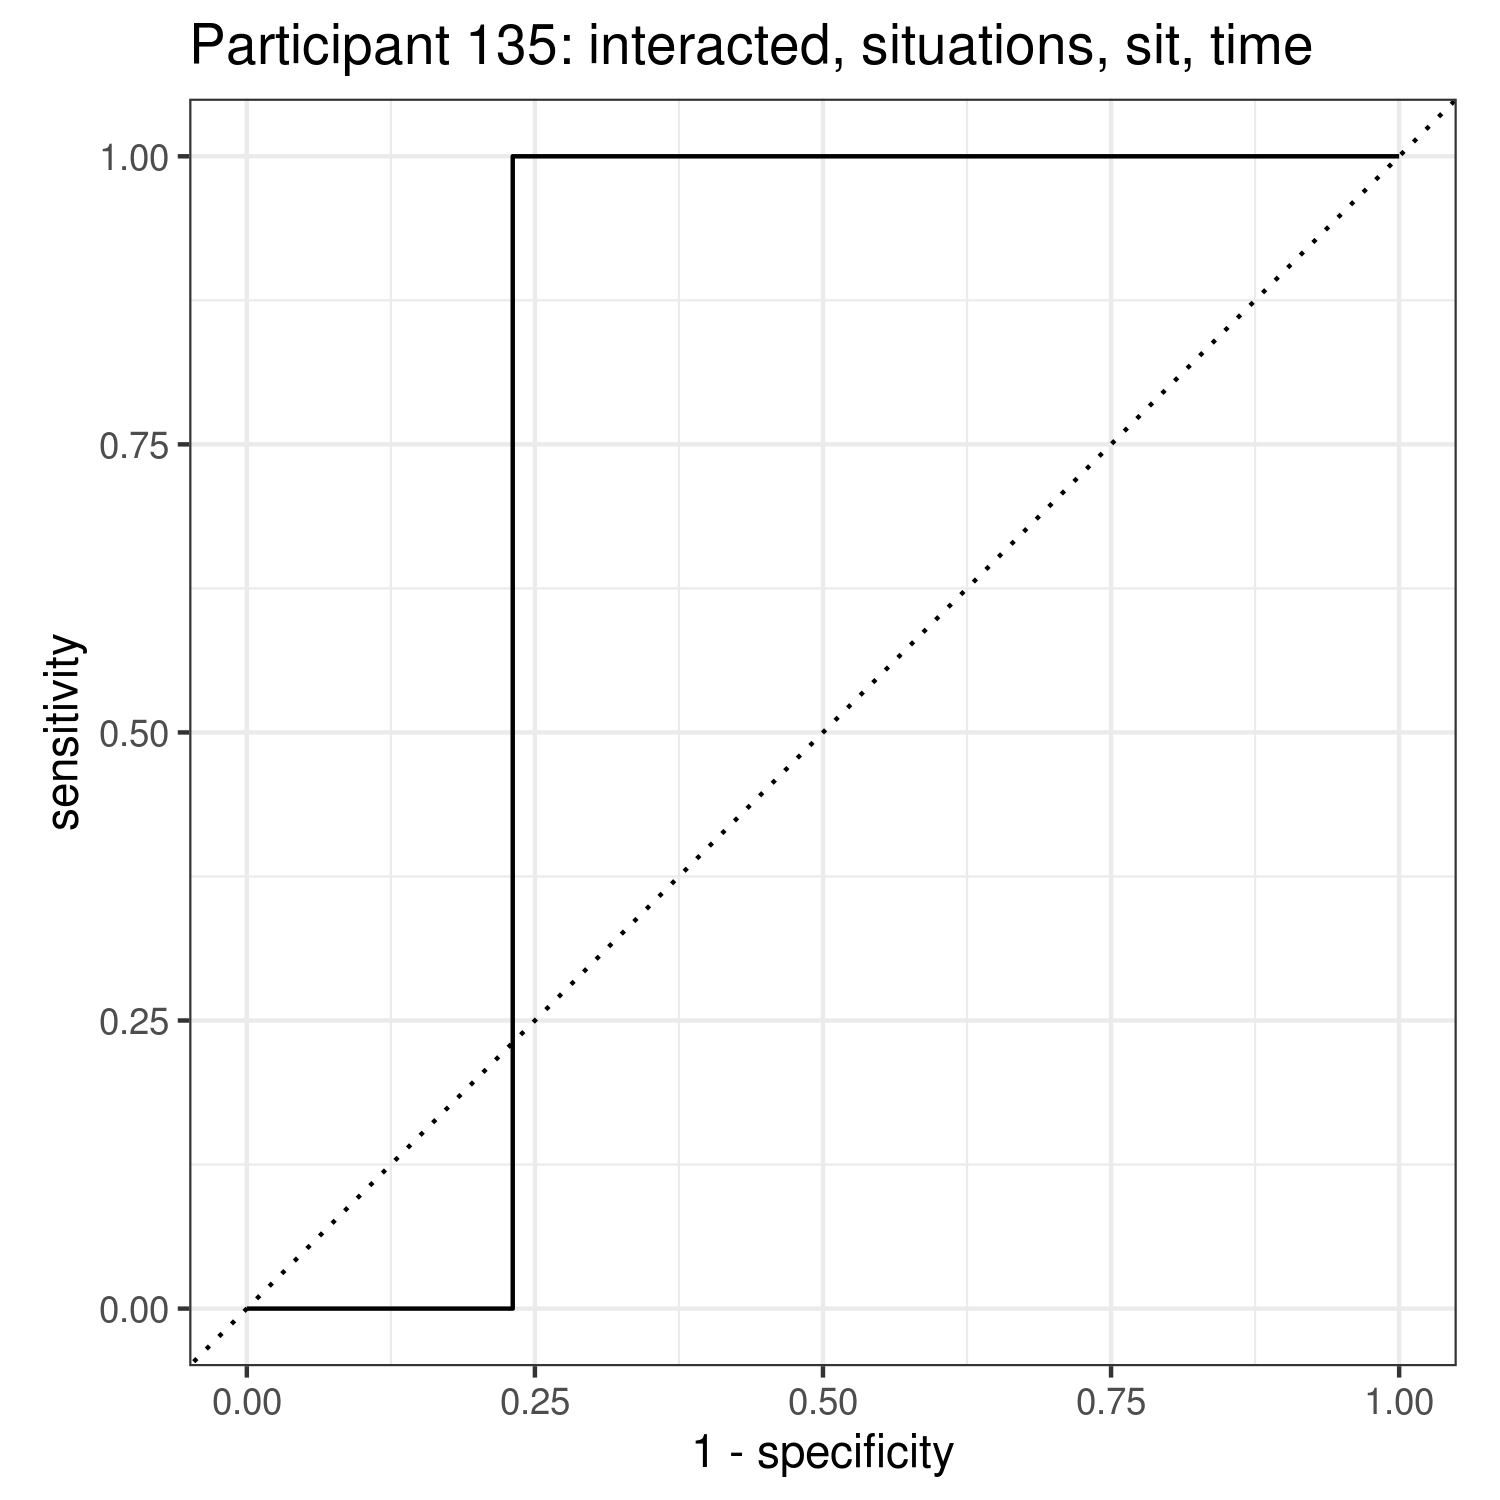 Participant 135: interacted, situations, sit, time
1.00
0.75
0.50
0.25
0.00
sensitivity
0.00 0.25 0.50 0.75 1.00
1 - specificity